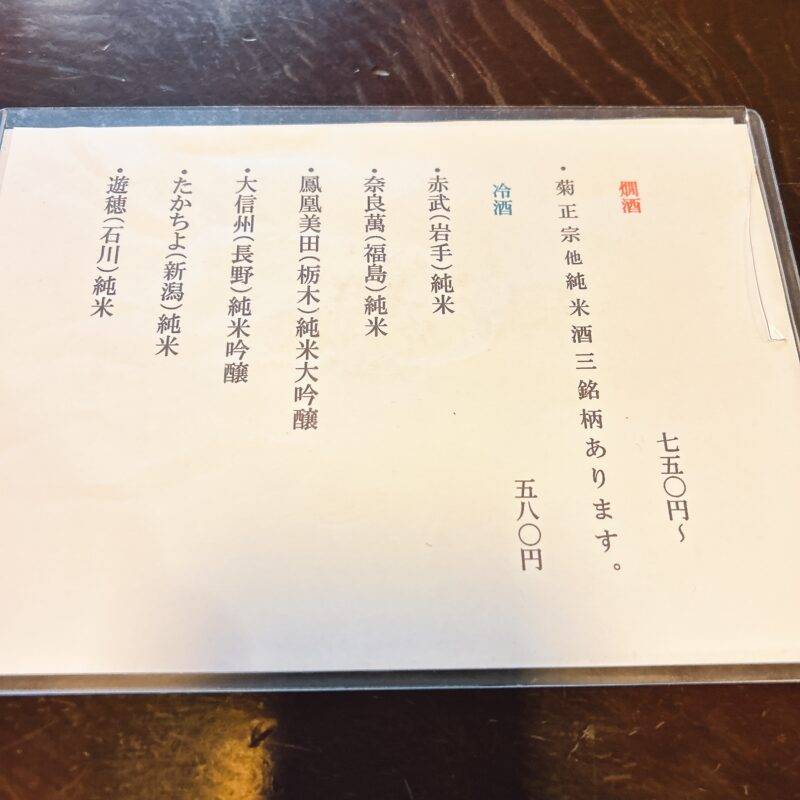 燗酒 七五〇円～
・菊正宗他純米酒三銘柄あります。
冷酒 五八〇円
・赤武（岩手）純米
・奈良萬（福島）純米
・鳳凰美田（栃木）純米大吟醸
・大信州（長野）純米吟醸
・たかちよ（新潟）純米
・遊穂（石川）純米